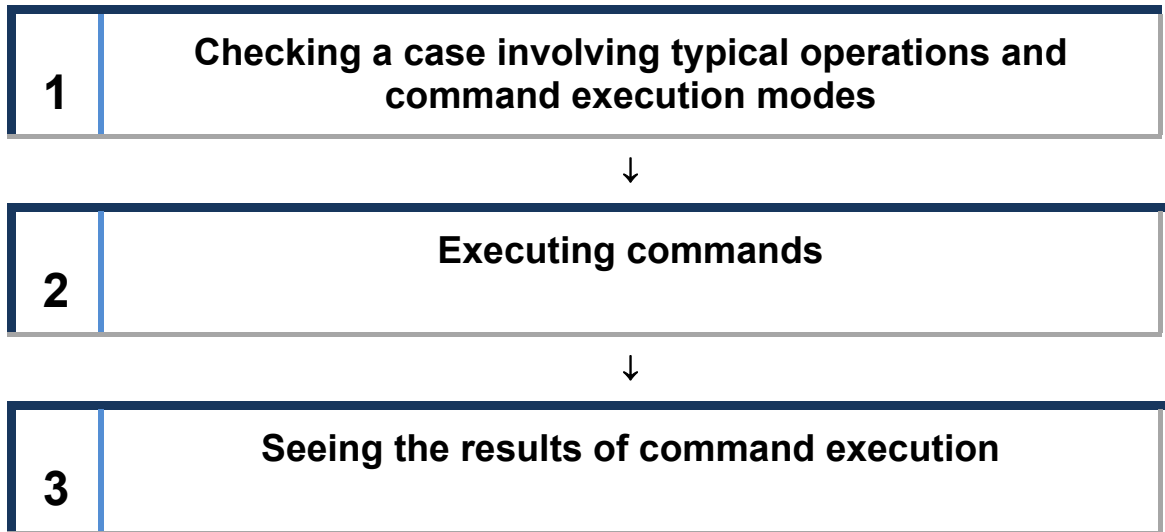 1
Checking a case involving typical operations and
command execution modes
↓
2
Executing commands
↓
3
Seeing the results of command execution